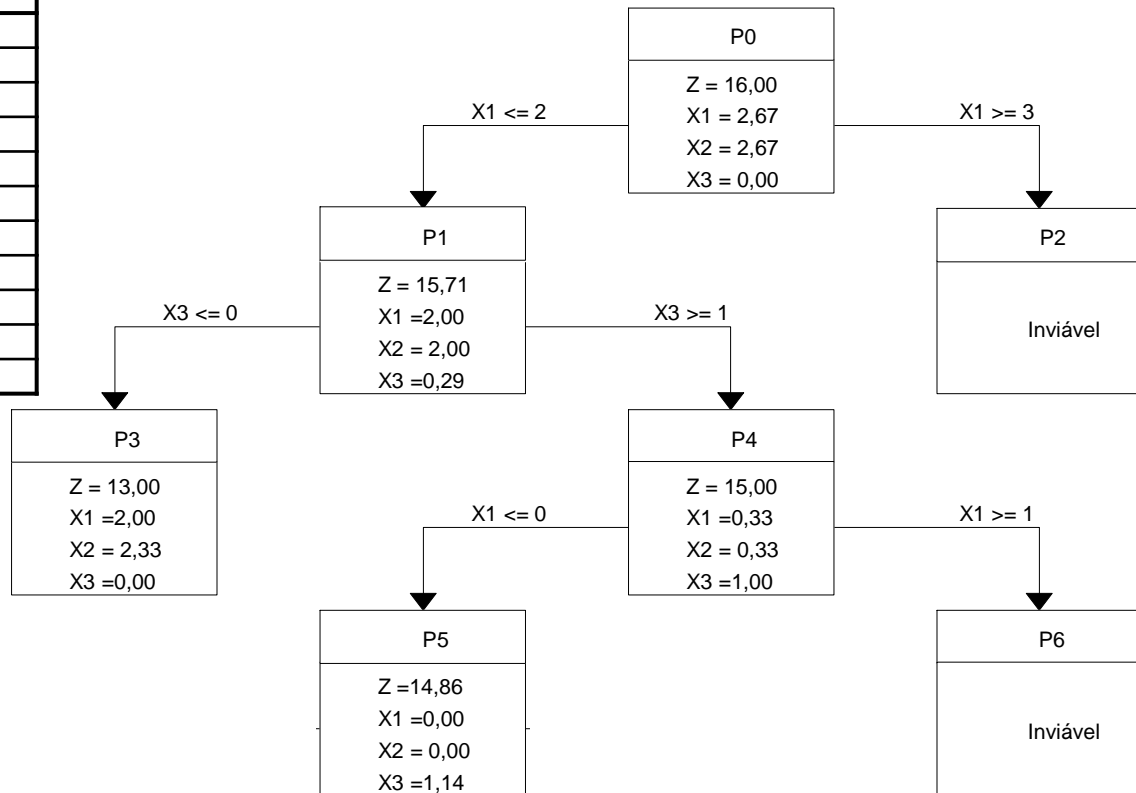 P0
Z = 16,00
X1 = 2,67
X2 = 2,67
X3 = 0,00
X1 <= 2
X1 >= 3
P1
Z = 15,71
X1 =2,00
X2 = 2,00
X3 =0,29
P2
Inviável
X3 <= 0
X3 >= 1
P3
Z = 13,00
X1 =2,00
X2 = 2,33
X3 =0,00
P4
Z = 15,00
X1 =0,33
X2 = 0,33
X3 =1,00
X1 <= 0
X1 >= 1
P5
Z =14,86
X1 =0,00
X2 = 0,00
X3 =1,14
P6
Inviável